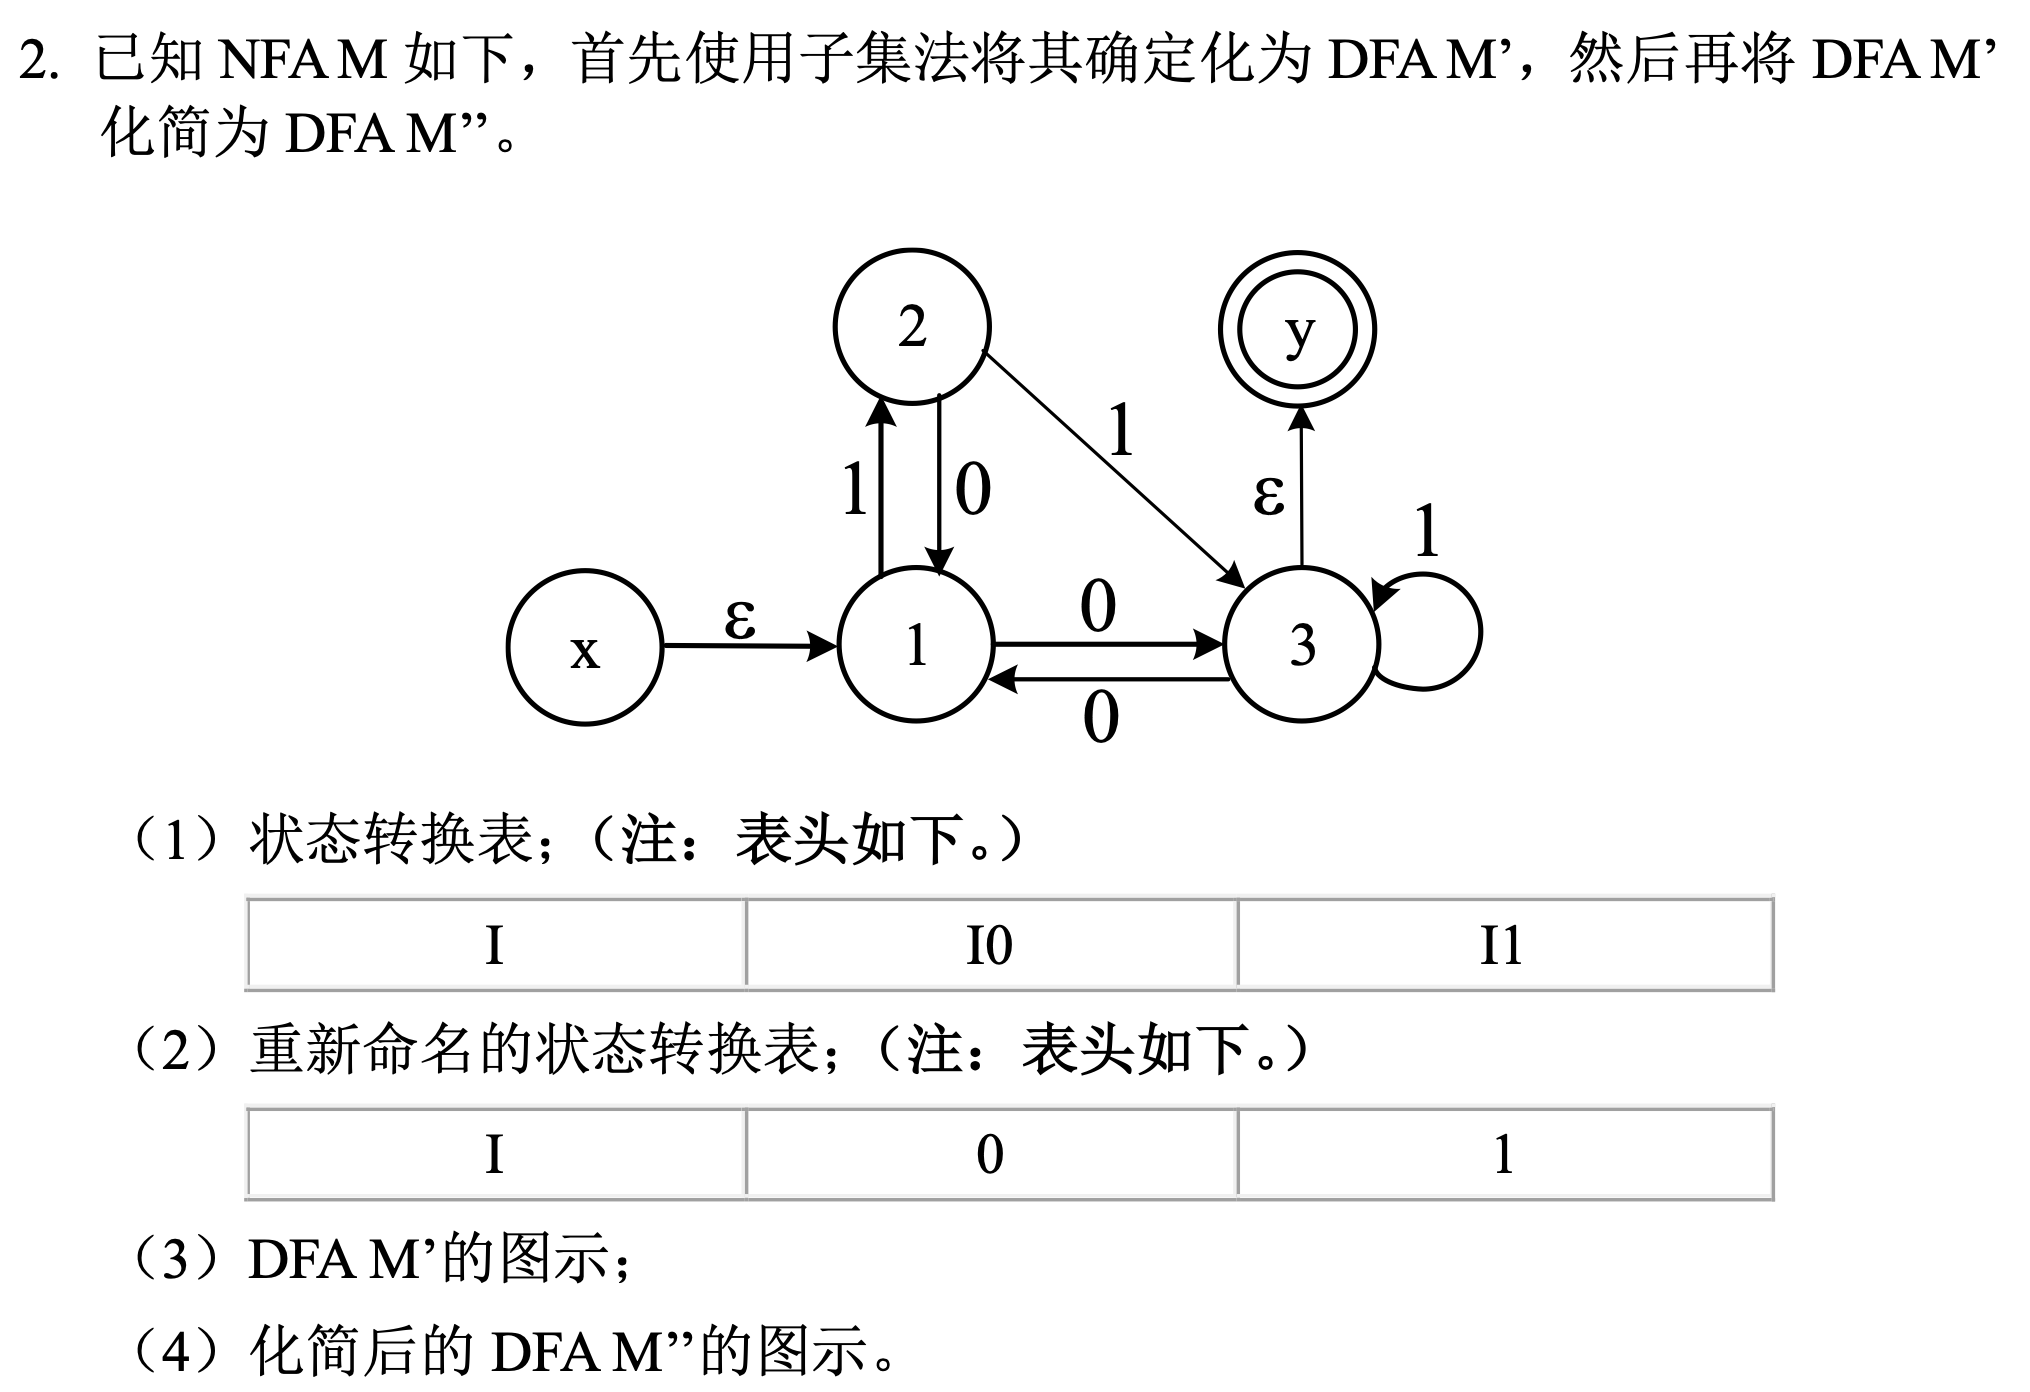 2. 已知 NFA M 如下，首先使用子集法将其确定化为 DFA M’，然后再将 DFA M’
化简为 DFA M’’。
2
y
1
1
0
ε
1
x
ε
1
0
3
0
（1）状态转换表；（注：表头如下。）
I I0 I1
（2）重新命名的状态转换表；（注：表头如下。）
I 0 1
（3）DFA M’的图示；
（4）化简后的 DFA M’’的图示。